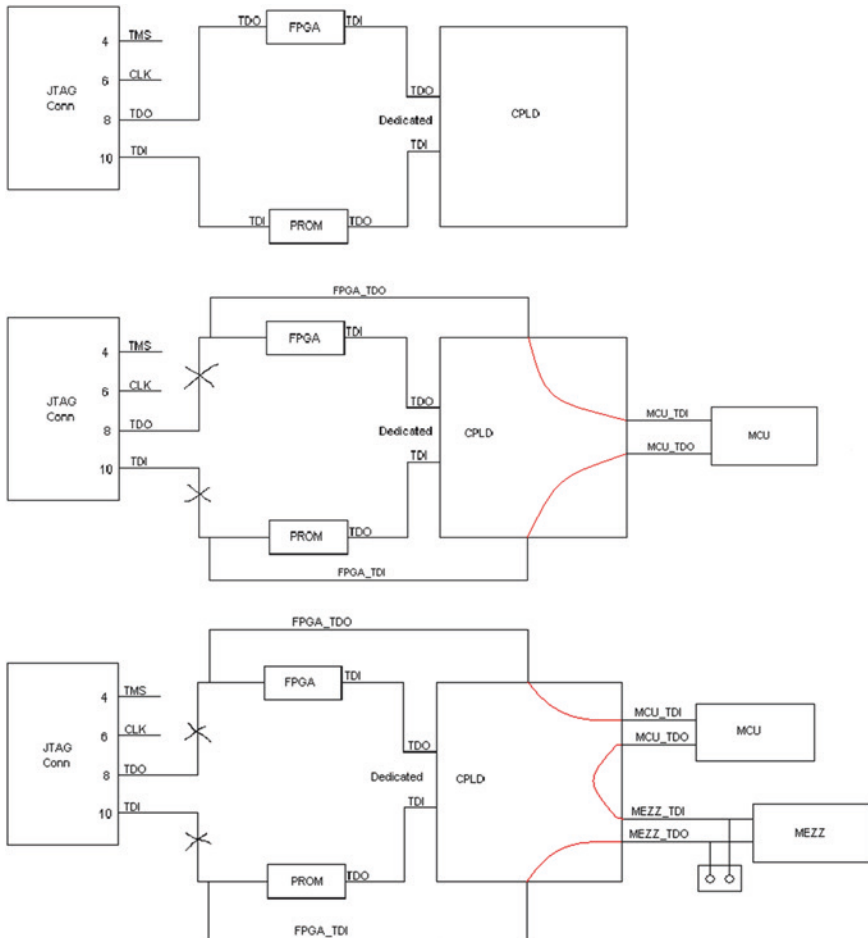 TDO FPGA TDI
4 TMS
6 CLK
JTAG Conn
8 TDO
TDO
Dedicated
CPLD
10 TDI
TDI
TDI PROM TDO
FPGA_TDO
FPGA TDI
4 TMS
6 CLK
JTAG Conn
8 TDO
TDO
Dedicated
CPLD
MCU_TDI
MCU_TDO
MCU
10 TDI
TDI
PROM TDO
FPGA_TDI
FPGA_TDO
FPGA TDI
4 TMS
6 CLK
JTAG Conn
8 TDO
TDO
Dedicated
CPLD
MCU_TDI
MCU_TDO
MCU
10 TDI
TDI
MEZZ_TDI
MEZZ_TDO
MEZZ
PROM TDO
FPGA_TDI